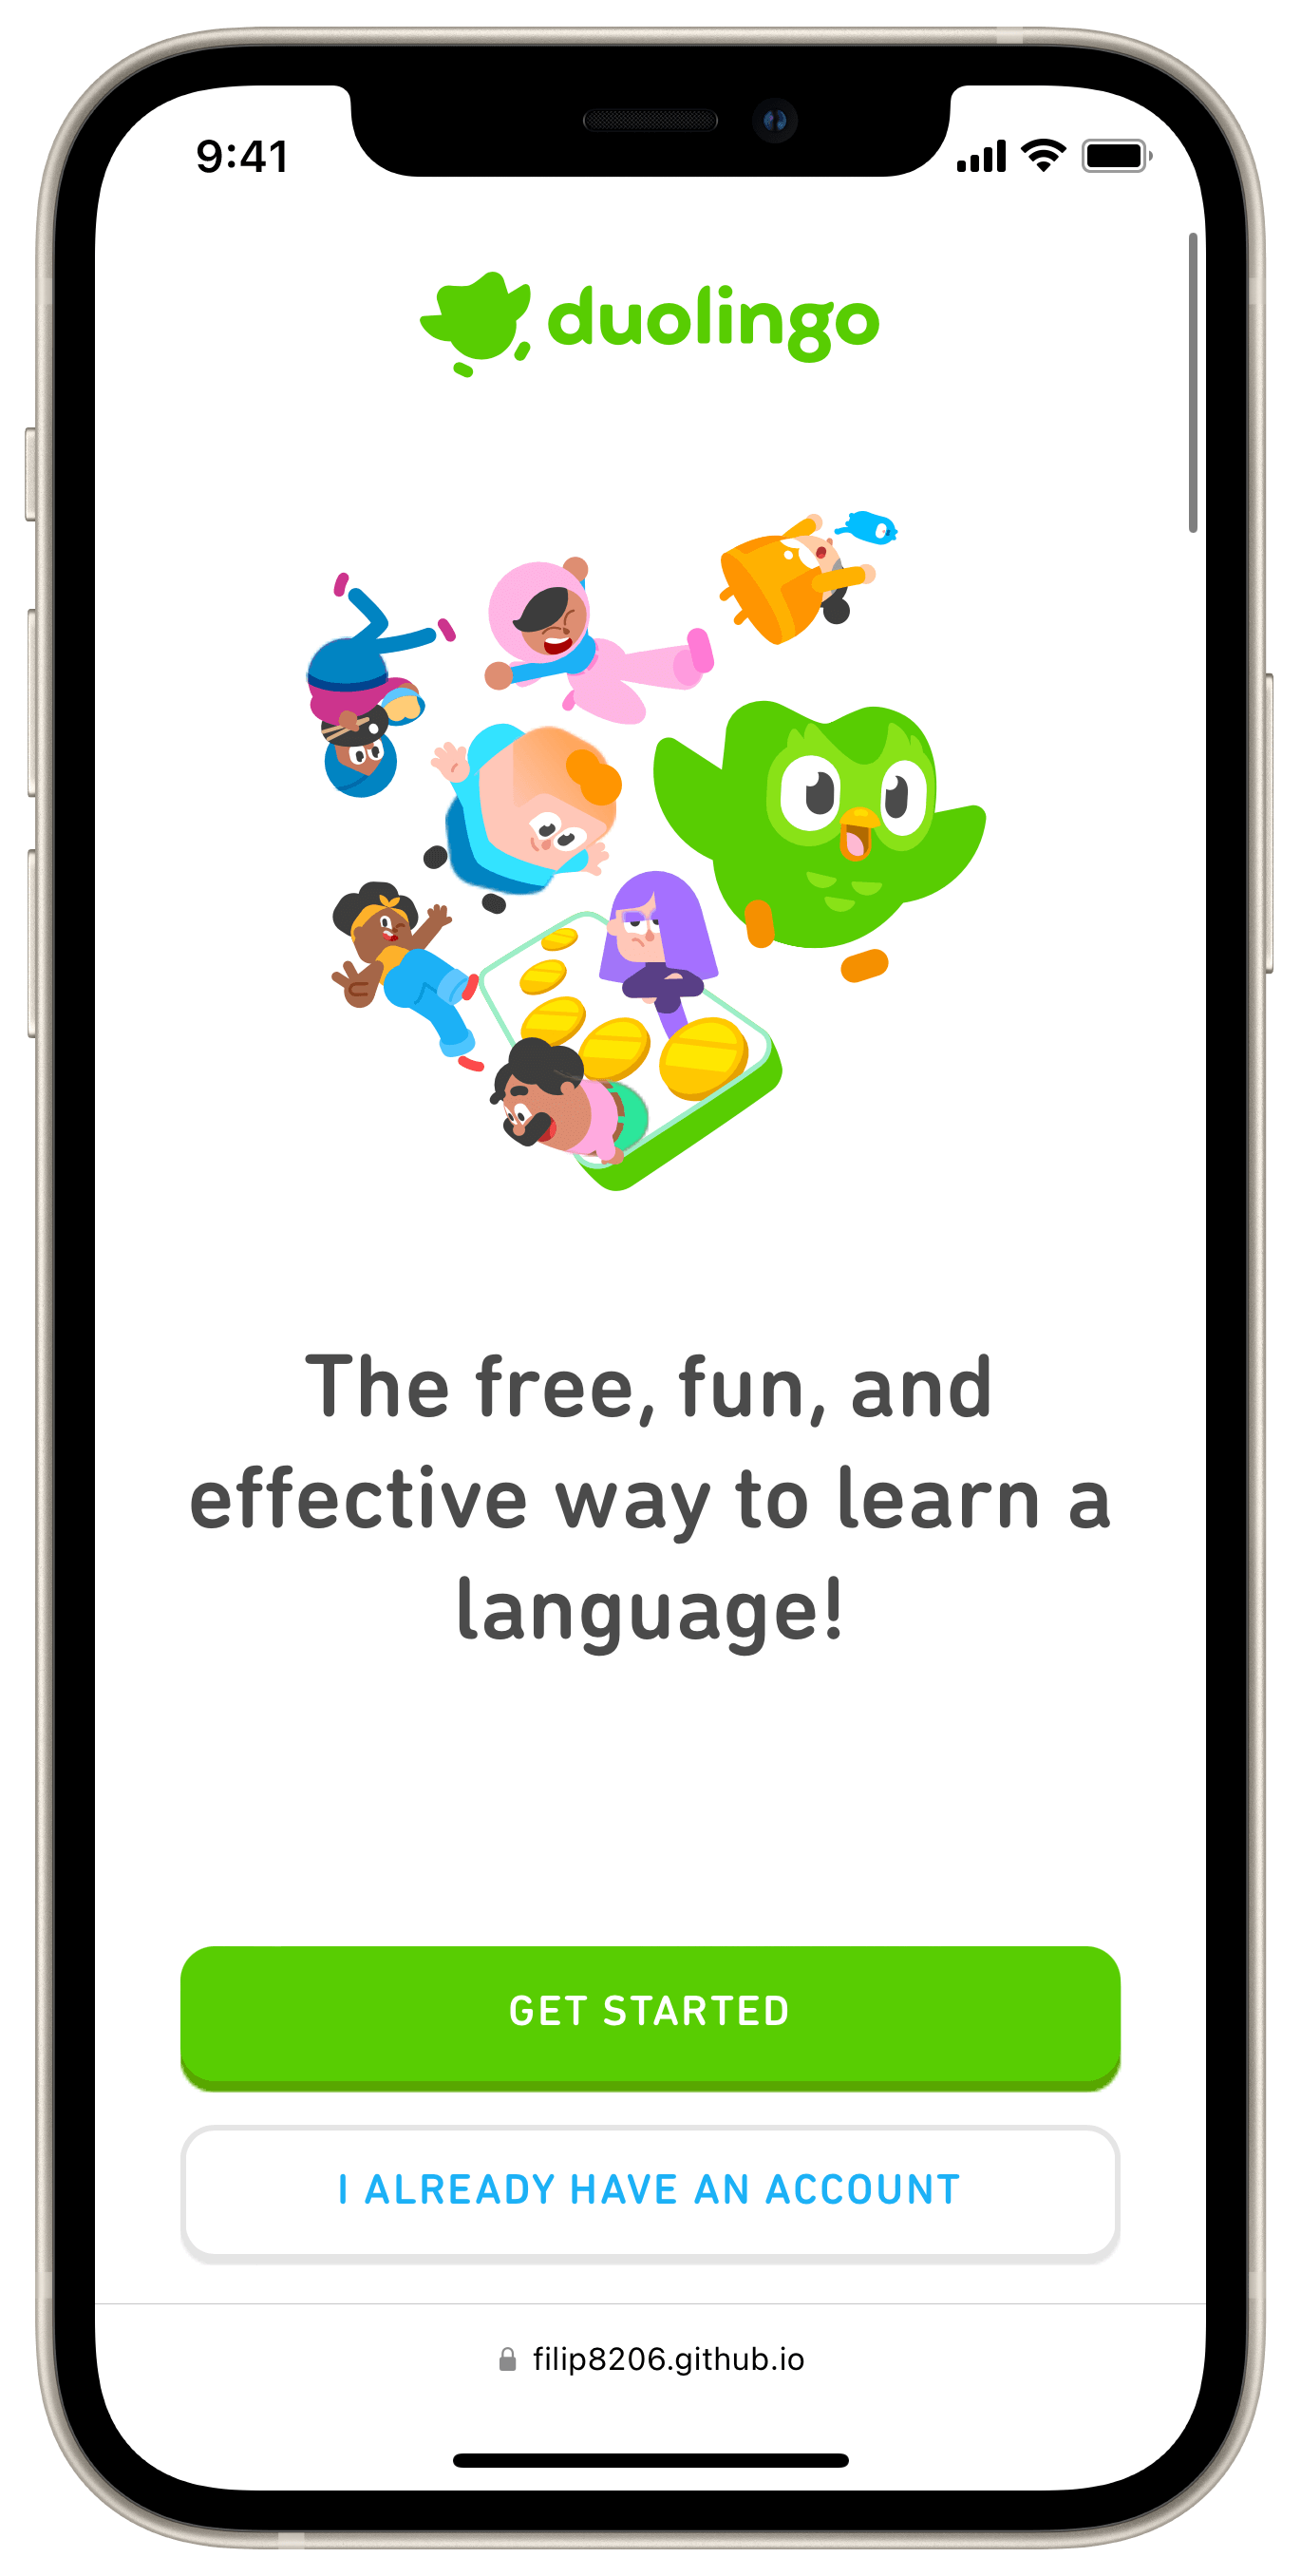 9:41
duolingo
The free, fun, and
effective way to learn a
language!
GET STARTED
I ALREADY HAVE AN ACCOUNT
filip8206.github.io